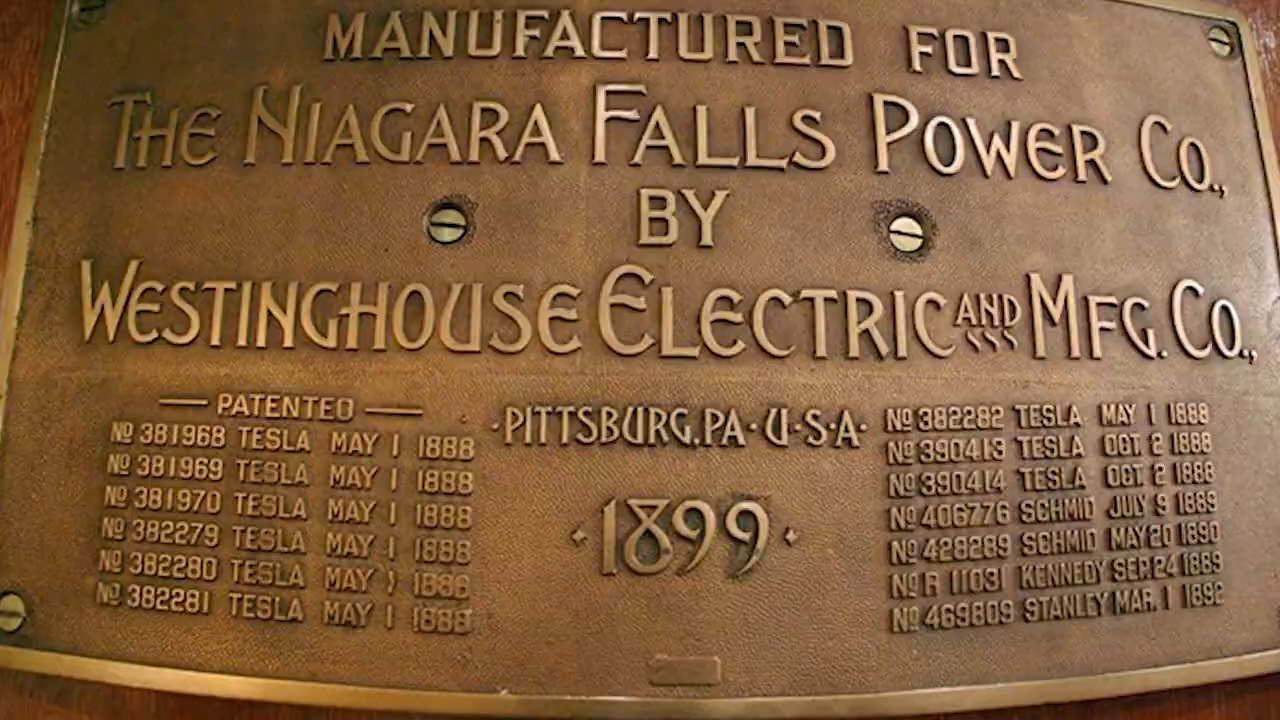 MANUFACTURED FOR
THE NIAGARA FALLS POWER CO.,
BY
WESTINGHOUSE ELECTRIC AND MFG. CO.,
PATENTED
Nº 381968 TESLA MAY 1 1888
Nº 381969 TESLA MAY 1 1888
Nº 381970 TESLA MAY 1 1888
Nº 382279 TESLA MAY 1 1888
Nº 382280 TESLA MAY 1 1888
Nº 382281 TESLA MAY 1 1888
·PITTSBURG,PA·U·S·A·
·1899·
Nº 382282 TESLA MAY 1 1888
Nº 390413 TESLA OCT. 2 1888
Nº 390414 TESLA OCT. 2 1888
Nº 406776 SCHMID JULY 9 1889
Nº 428289 SCHMID MAY 20 1890
Nº R 11031 KENNEDY SEP. 24 1889
Nº 469809 STANLEY MAR. 1 1892